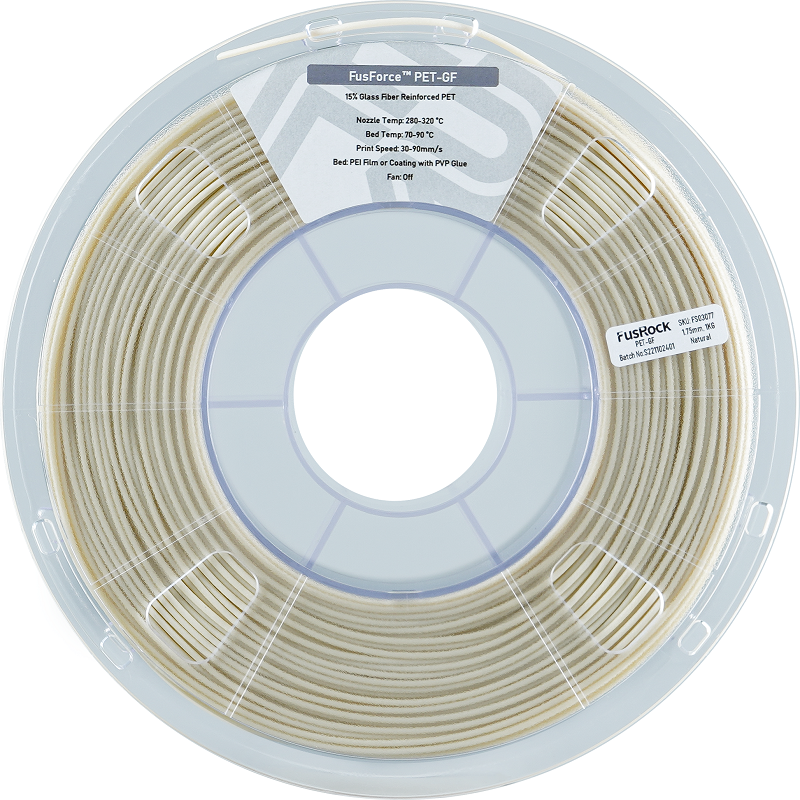 FusForce™ PET-GF
15% Glass Fiber Reinforced PET
Nozzle Temp: 280-320 °C
Bed Temp: 70-90 °C
Print Speed: 30-90mm/s
Bed: PEI Film or Coating with PVP Glue
Fan: Off
FusRock
PET-GF
Batch No:S221102401
SKU: FS03077
1.75mm, 1KG
Natural